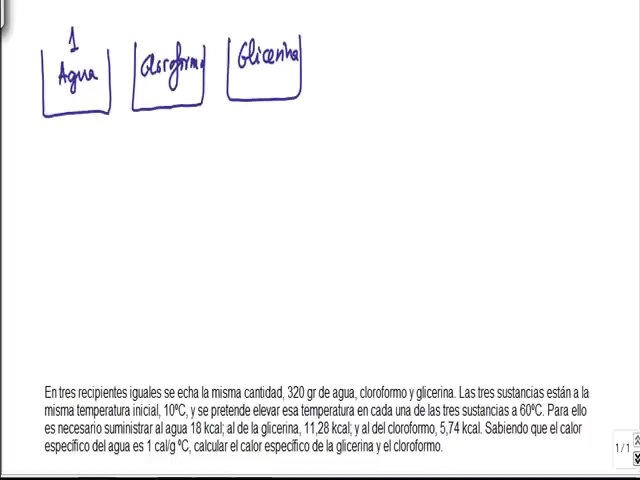 1
Agua Cloroformo Glicerina
En tres recipientes iguales se echa la misma cantidad, 320 gr de agua, cloroformo y glicerina. Las tres sustancias están a la
misma temperatura inicial, 10ºC, y se pretende elevar esa temperatura en cada una de las tres sustancias a 60ºC. Para ello
es necesario suministrar al agua 18 kcal; al de la glicerina, 11,28 kcal; y al del cloroformo, 5,74 kcal. Sabiendo que el calor
específico del agua es 1 cal/g ºC, calcular el calor específico de la glicerina y el cloroformo.
1/1